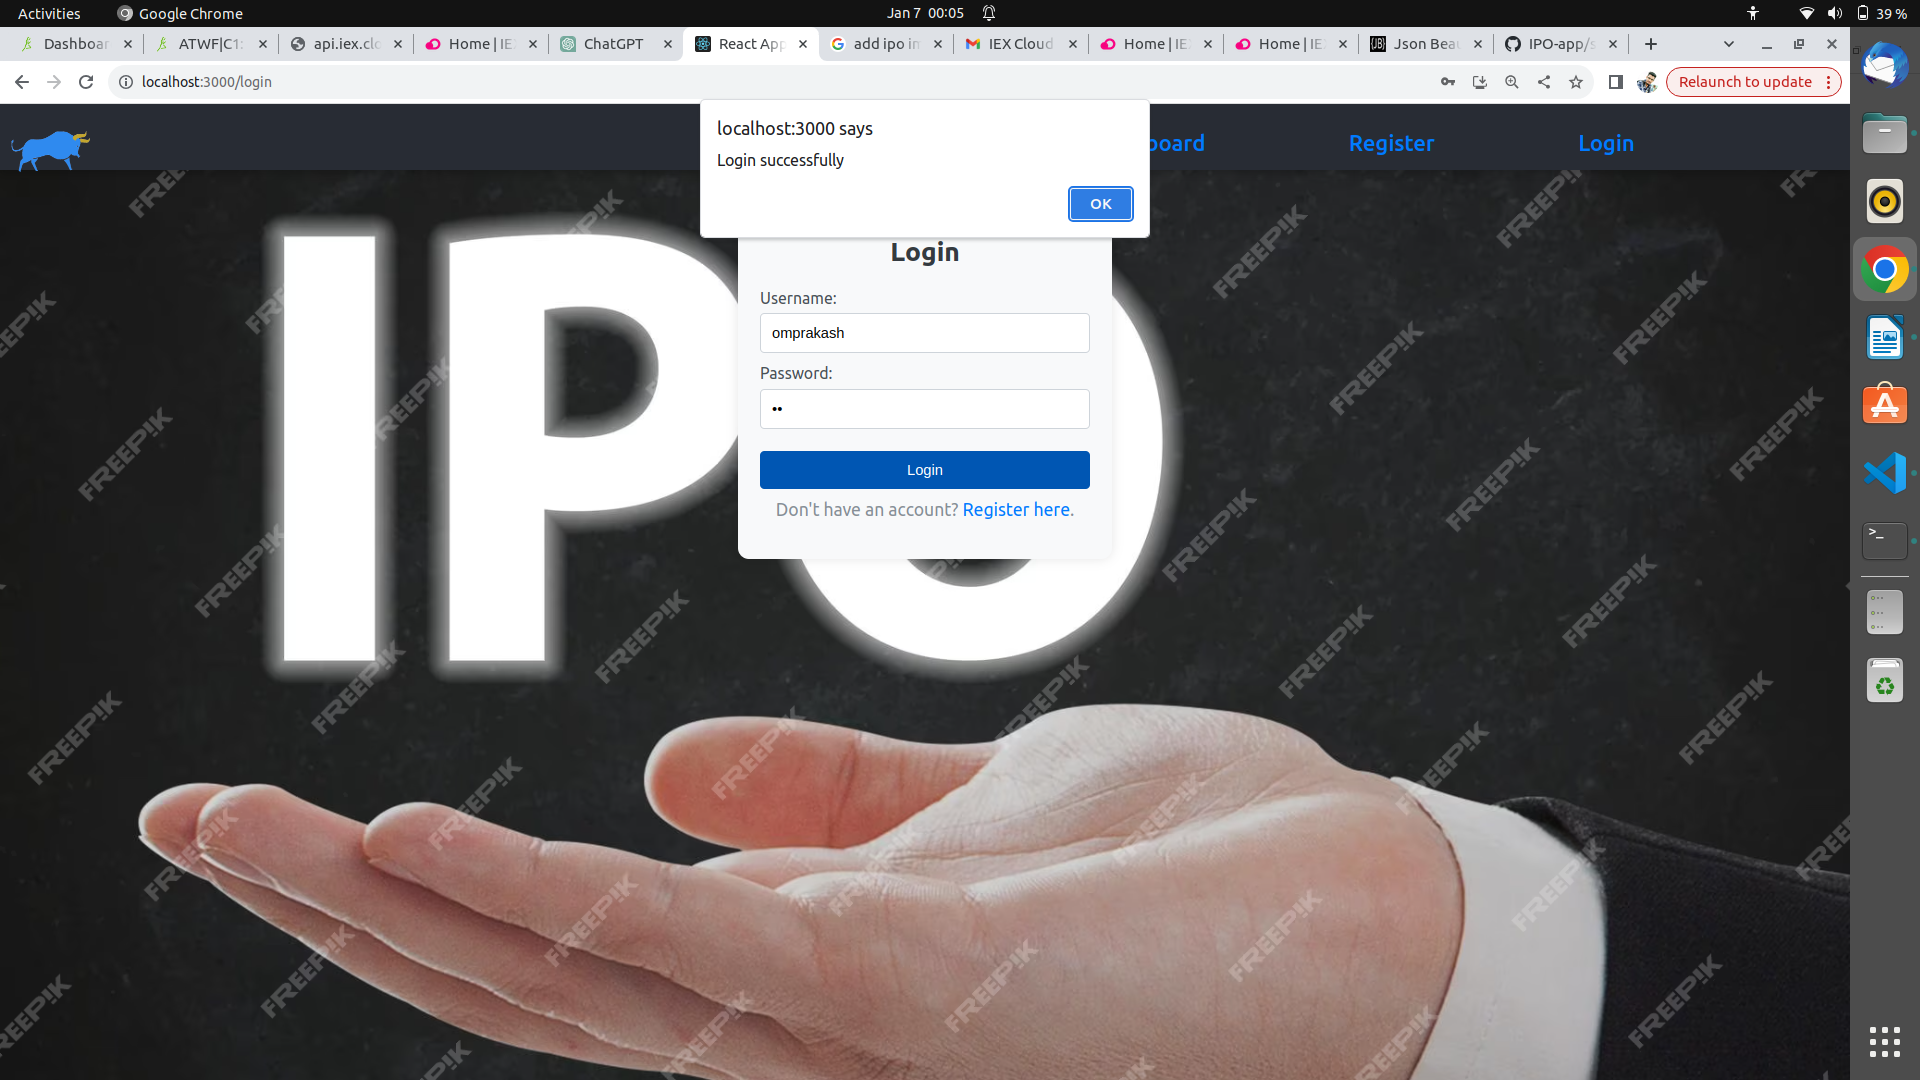 Activities
Google Chrome
Jan 7 00:05
39 %
Dashboar
ATWF|C1:
api.iex.clo
Home | IE
ChatGPT
React App
add ipo in
IEX Cloud
Home | IE
Home | IE
Json Beau
IPO-app/s
localhost:3000/login
Relaunch to update
localhost:3000 says
Login successfully
OK
board
Register
Login
IPO
Login
Username:
omprakash
Password:
••
Login
Don't have an account? Register here.
FREEPIK